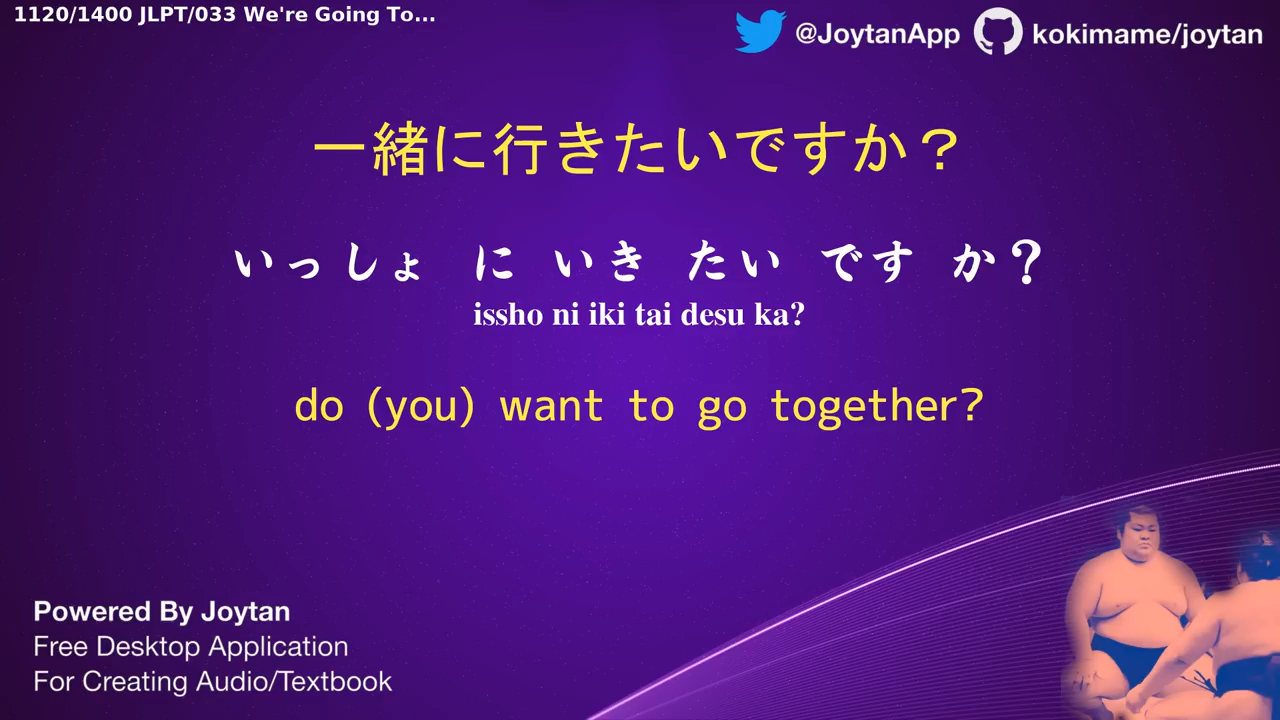 1120/1400 JLPT/033 We're Going To...
@JoytanApp kokimame/joytan
一緒に行きたいですか？
いっしょ に いき たい です か？
issho ni iki tai desu ka?
do (you) want to go together?
Powered By Joytan
Free Desktop Application
For Creating Audio/Textbook